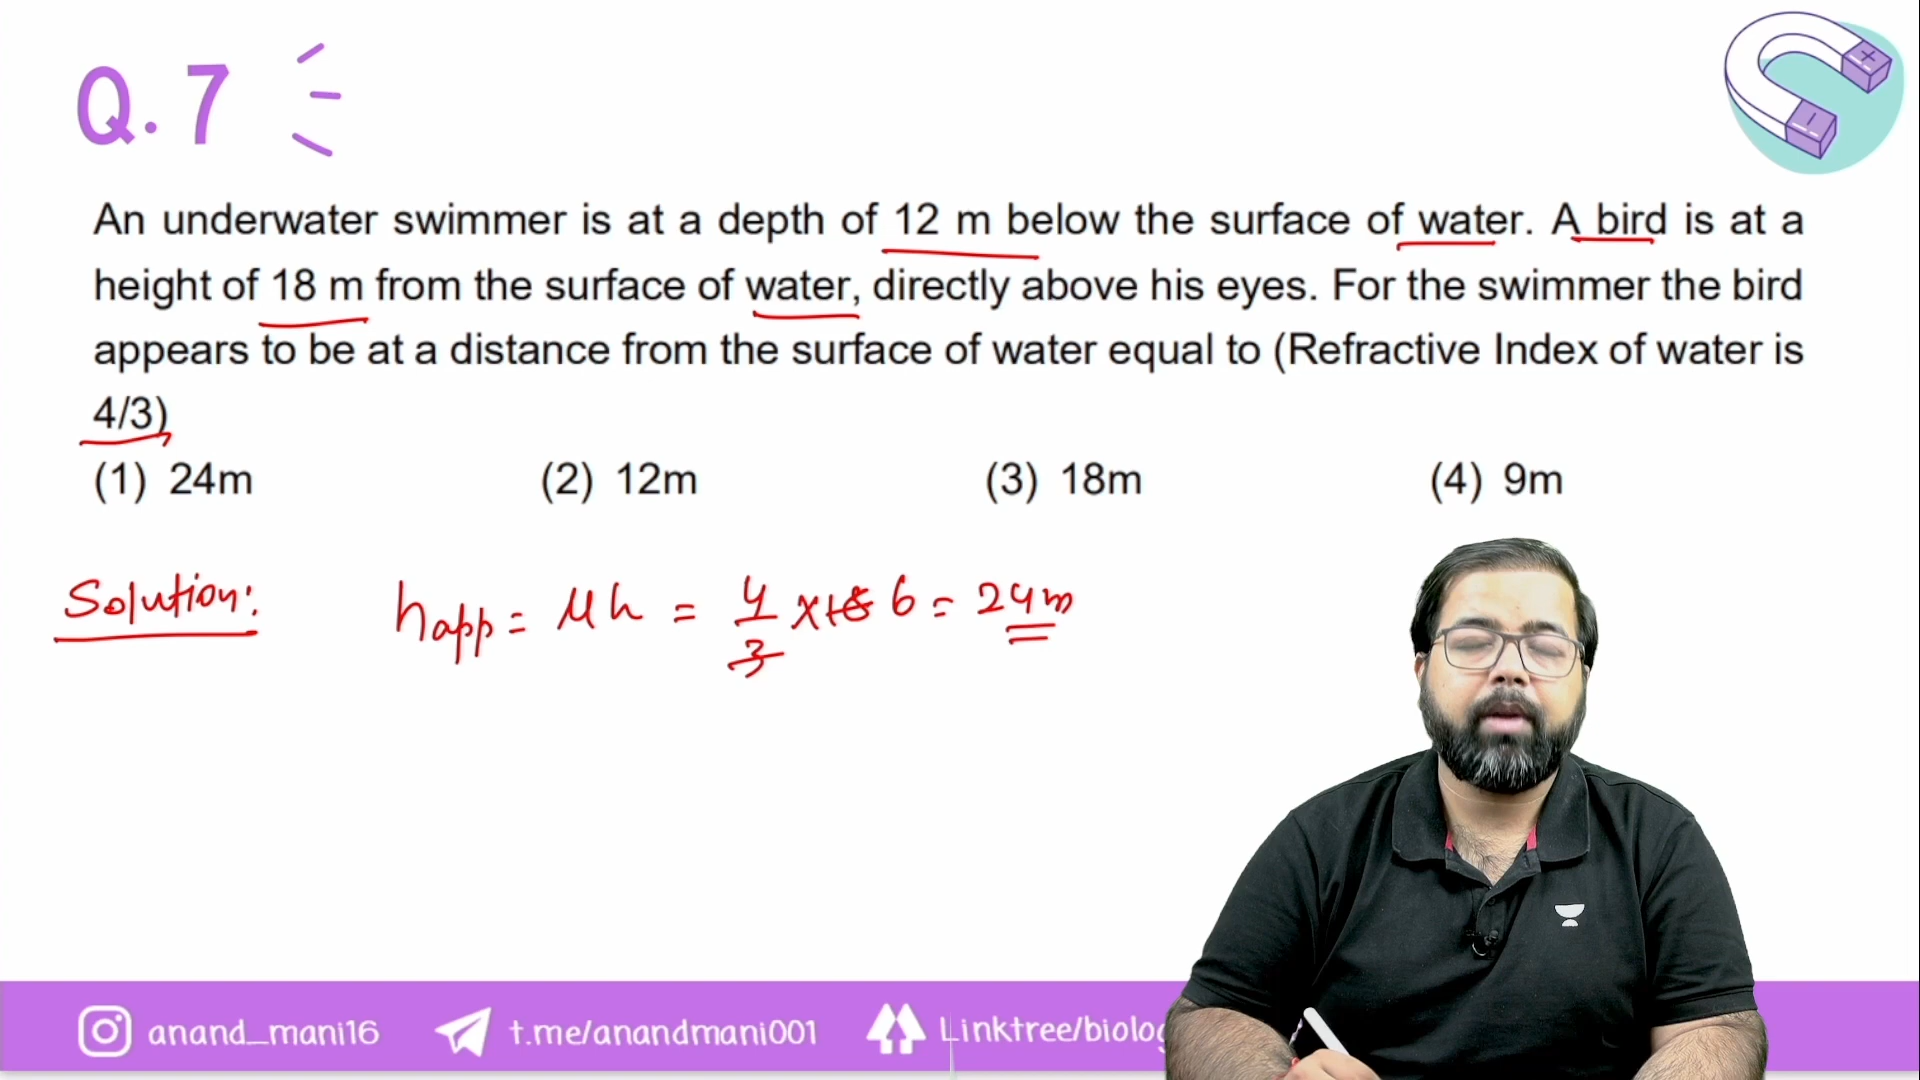 Q. 7
An underwater swimmer is at a depth of 12 m below the surface of water. A bird is at a
height of 18 m from the surface of water, directly above his eyes. For the swimmer the bird
appears to be at a distance from the surface of water equal to (Refractive Index of water is
4/3)
(1) 24m (2) 12m (3) 18m (4) 9m
Solution: h app = μh = 4/3 x 18 6 = 24m
anand_mani16 t.me/anandmani001 Linktree/biolog